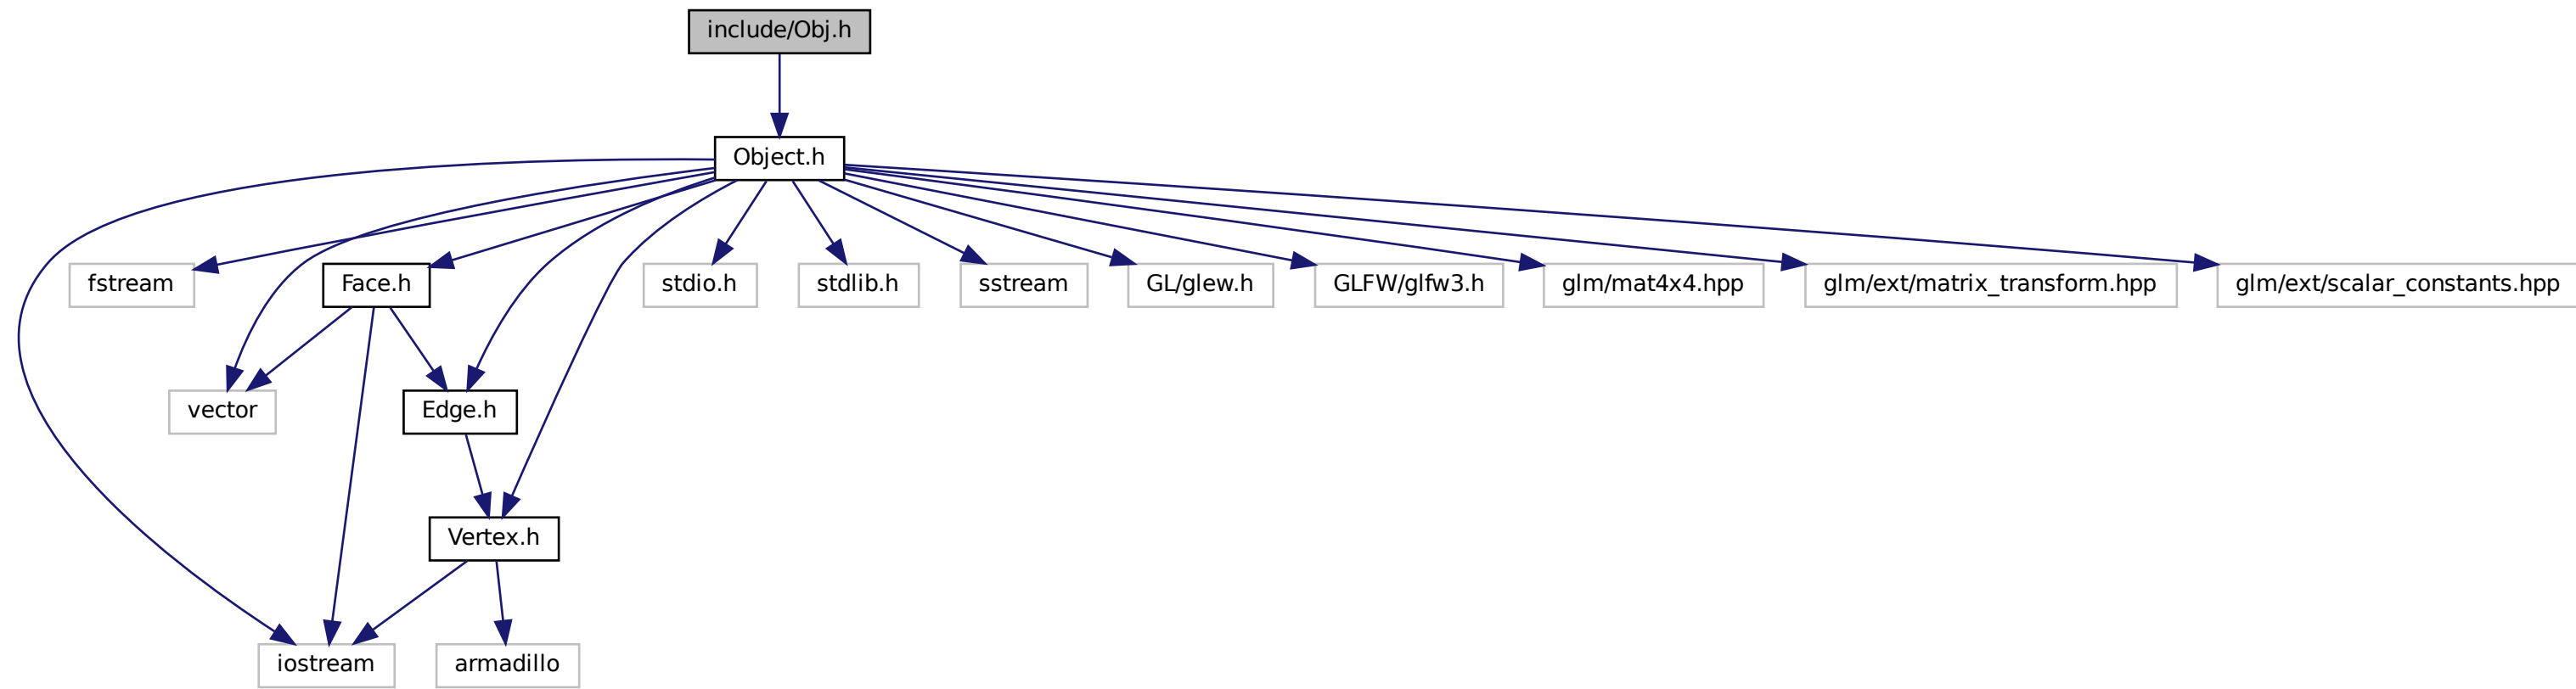 include/Obj.h
Object.h
fstream
Face.h
stdio.h
stdlib.h
sstream
GL/glew.h
GLFW/glfw3.h
glm/mat4x4.hpp
glm/ext/matrix_transform.hpp
glm/ext/scalar_constants.hpp
vector
Edge.h
Vertex.h
iostream
armadillo